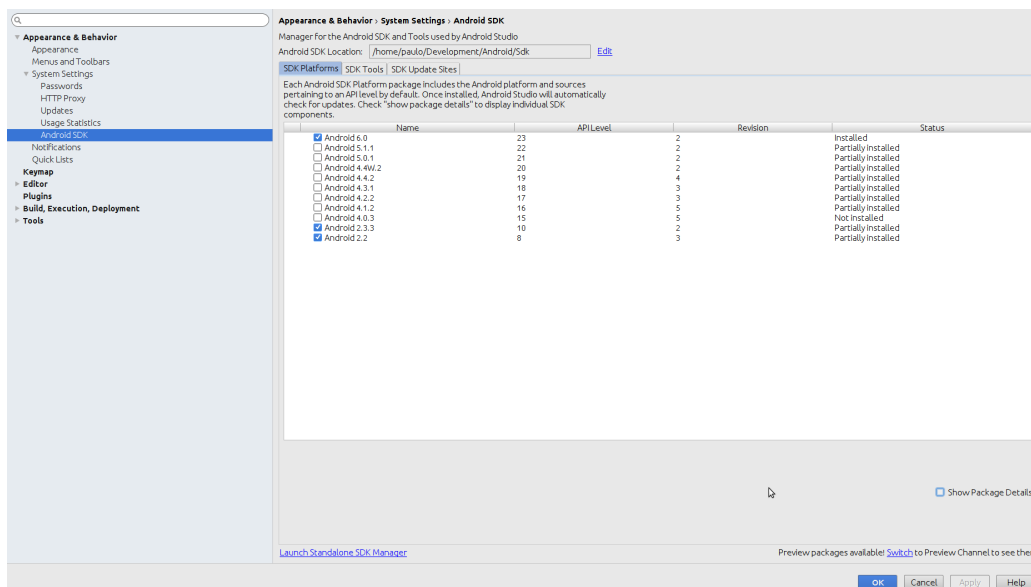 Appearance & Behavior
Appearance
Menus and Toolbars
System Settings
Passwords
HTTP Proxy
Updates
Usage Statistics
Android SDK
Notifications
Quick Lists
Keymap
Editor
Plugins
Build, Execution, Deployment
Tools
Appearance & Behavior › System Settings › Android SDK
Manager for the Android SDK and Tools used by Android Studio
Android SDK Location: /home/paulo/Development/Android/Sdk Edit
SDK Platforms SDK Tools SDK Update Sites
Each Android SDK Platform package includes the Android platform and sources
pertaining to an API level by default. Once installed, Android Studio will automatically
check for updates. Check "show package details" to display individual SDK
components.
Name API Level Revision Status
Android 6.0 23 2 Installed
Android 5.1.1 22 2 Partially installed
Android 5.0.1 21 2 Partially installed
Android 4.4W.2 20 2 Partially installed
Android 4.4.2 19 4 Partially installed
Android 4.3.1 18 3 Partially installed
Android 4.2.2 17 3 Partially installed
Android 4.1.2 16 5 Partially installed
Android 4.0.3 15 5 Not installed
Android 2.3.3 10 2 Partially installed
Android 2.2 8 3 Partially installed
Show Package Details
Launch Standalone SDK Manager
Preview packages available! Switch to Preview Channel to see the
OK Cancel Apply Help